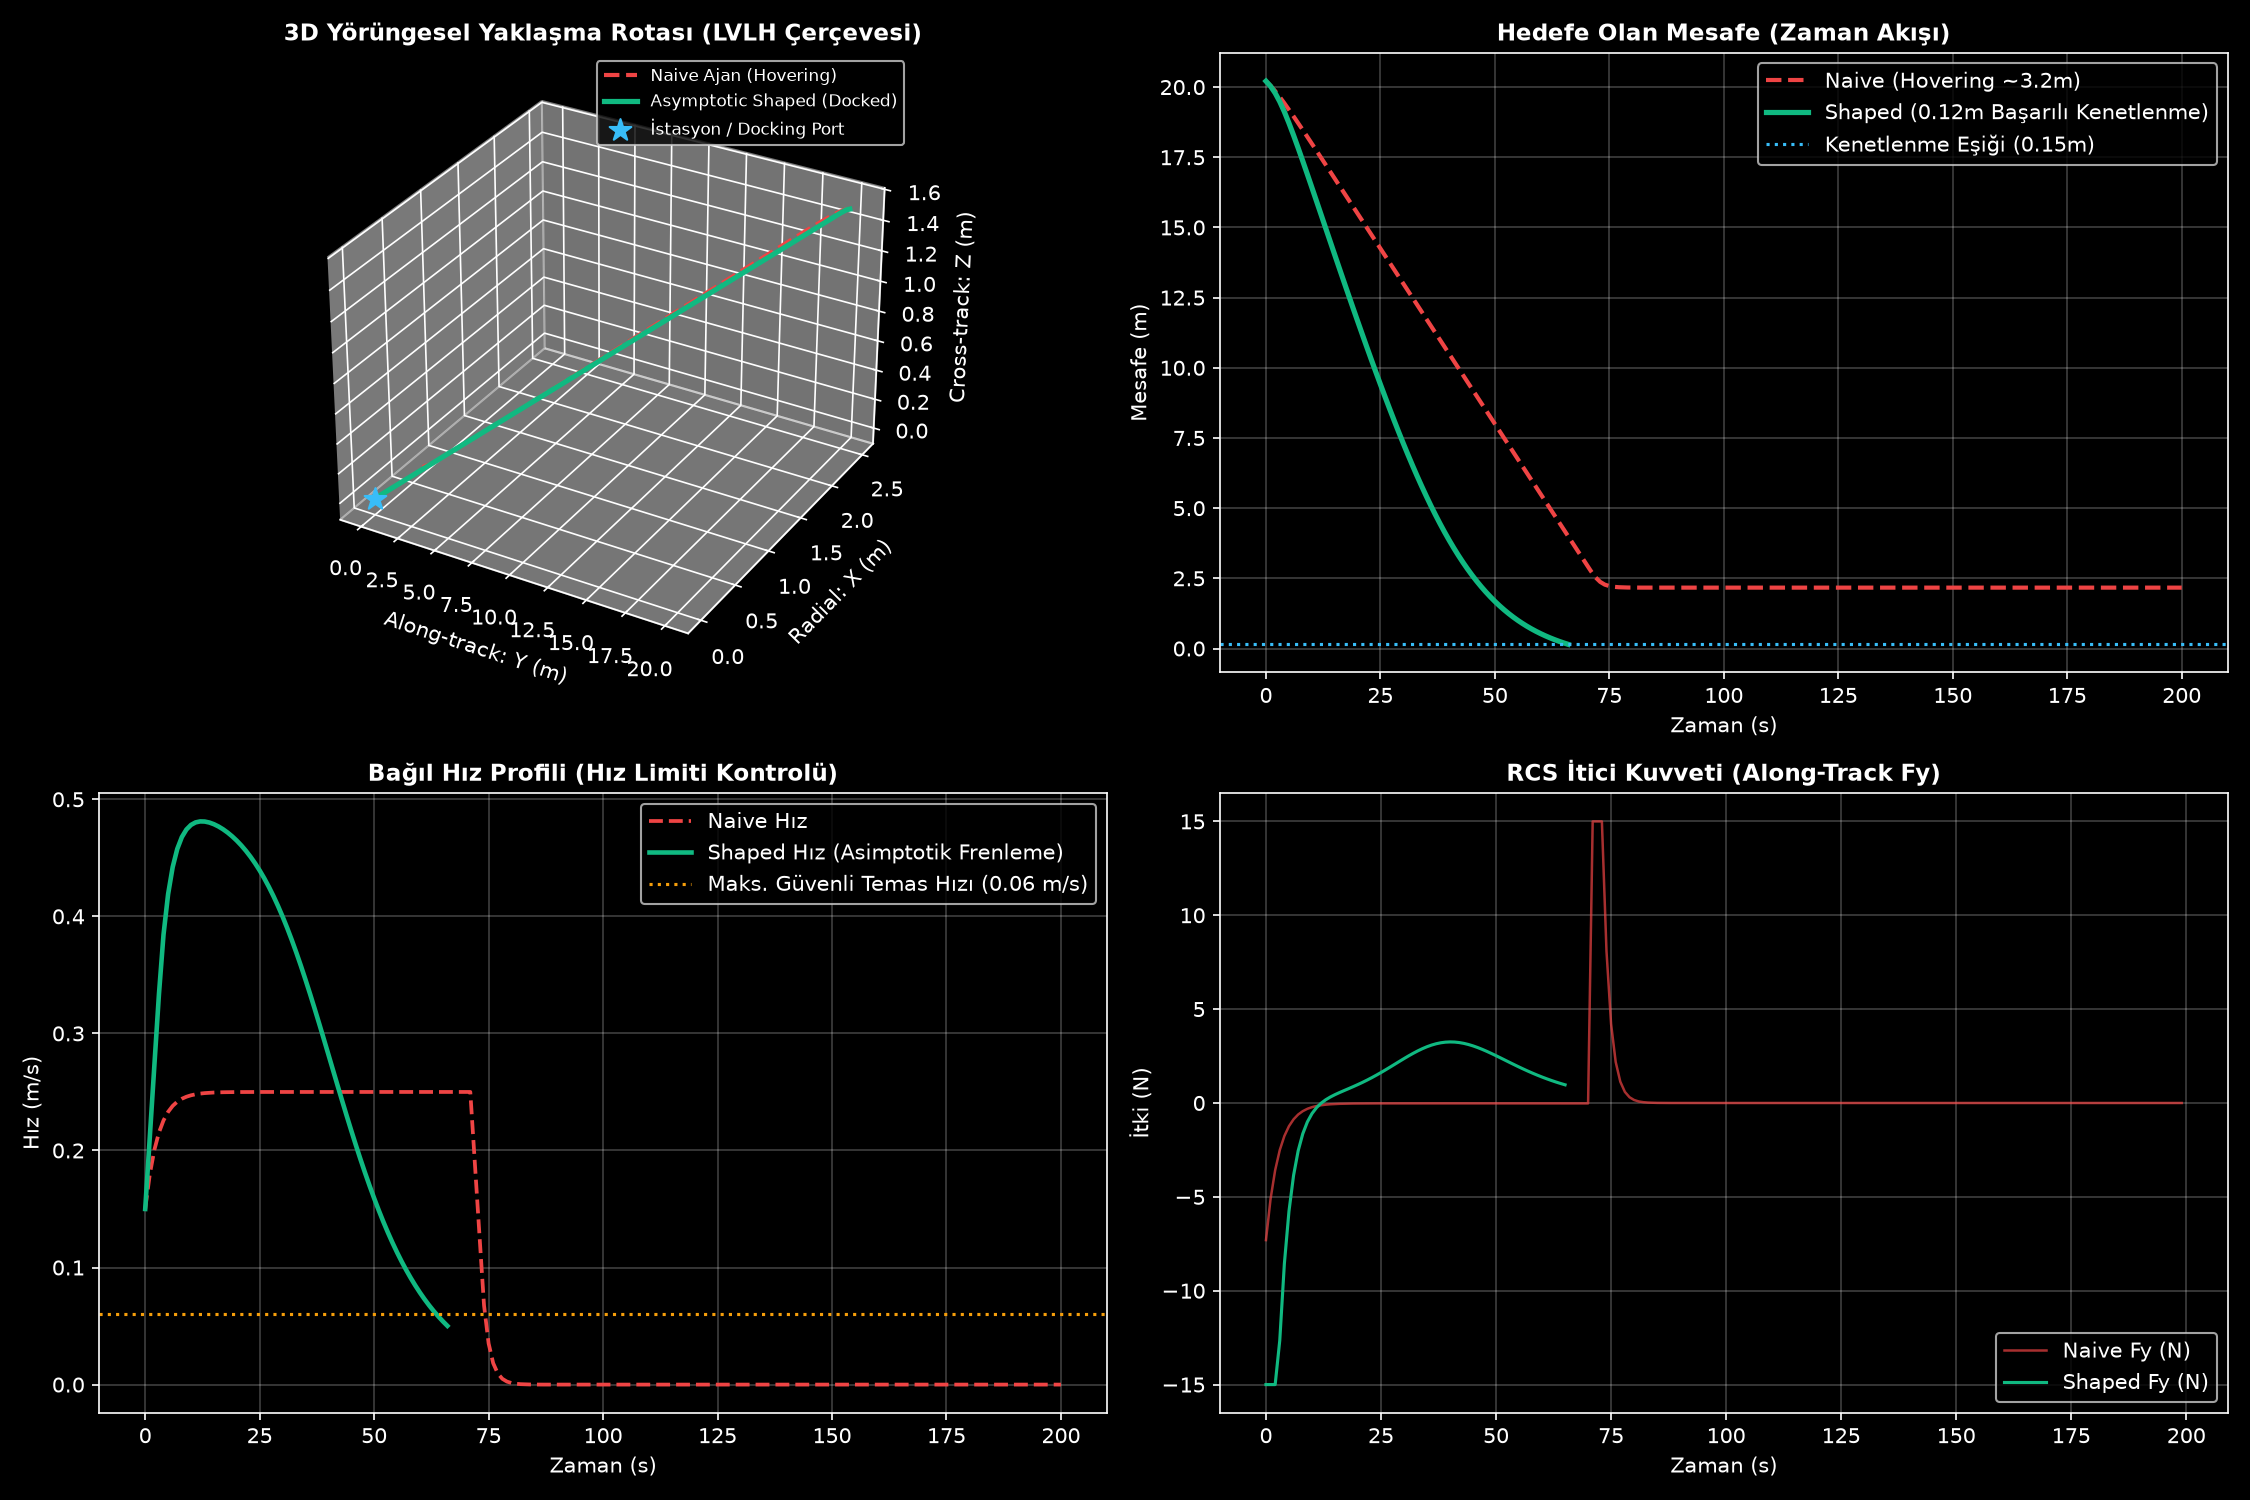 3D Yörüngesel Yaklaşma Rotası (LVLH Çerçevesi)
Naive Ajan (Hovering)
Asymptotic Shaped (Docked)
İstasyon / Docking Port
1.6
1.4
1.2
1.0
0.8
0.6
0.4
0.2
0.0
Cross-track: Z (m)
2.5
2.0
1.5
1.0
0.5
0.0
Radial: X (m)
0.0
2.5
5.0
7.5
10.0
12.5
15.0
17.5
20.0
Along-track: Y (m)
Hedefe Olan Mesafe (Zaman Akışı)
Naive (Hovering ~3.2m)
Shaped (0.12m Başarılı Kenetlenme)
Kenetlenme Eşiği (0.15m)
20.0
17.5
15.0
12.5
10.0
7.5
5.0
2.5
0.0
Mesafe (m)
0 25 50 75 100 125 150 175 200
Zaman (s)
Bağıl Hız Profili (Hız Limiti Kontrolü)
Naive Hız
Shaped Hız (Asimptotik Frenleme)
Maks. Güvenli Temas Hızı (0.06 m/s)
0.5
0.4
0.3
0.2
0.1
0.0
Hız (m/s)
0 25 50 75 100 125 150 175 200
Zaman (s)
RCS İtici Kuvveti (Along-Track Fy)
15
10
5
0
−5
−10
−15
İtki (N)
Naive Fy (N)
Shaped Fy (N)
0 25 50 75 100 125 150 175 200
Zaman (s)